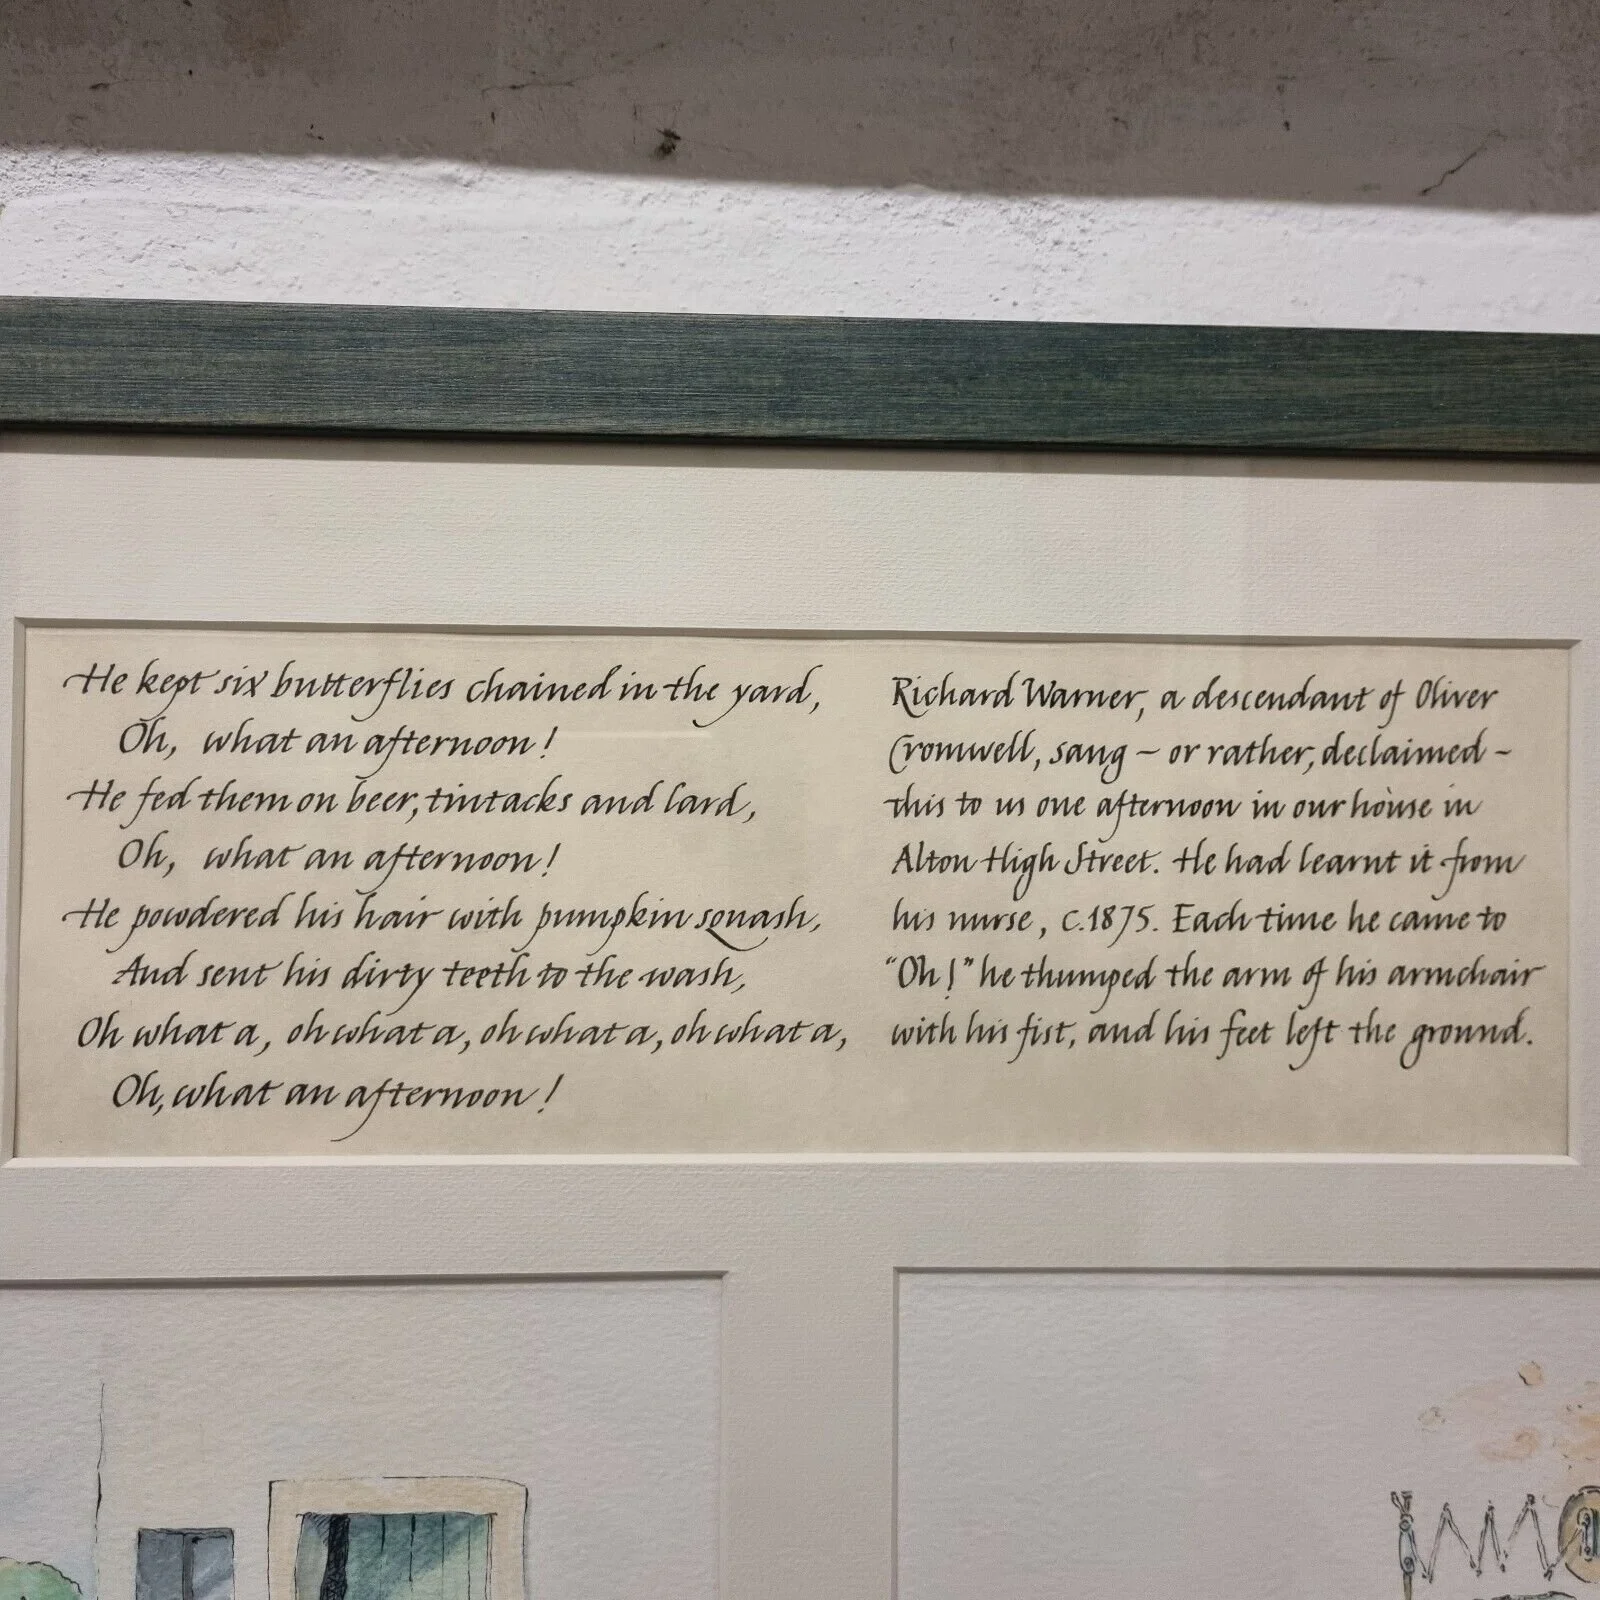 He kept six butterflies chained in the yard,
Oh, what an afternoon!
He fed them on beer, tintacks and lard,
Oh, what an afternoon!
He powdered his hair with pumpkin squash,
And sent his dirty teeth to the wash,
Oh what a, oh what a, oh what a, oh what a,
Oh, what an afternoon!
Richard Warner, a descendant of Oliver
Cromwell, sang – or rather, declaimed –
this to us one afternoon in our house in
Alton High Street. He had learnt it from
his nurse, c.1875. Each time he came to
“Oh!” he thumped the arm of his armchair
with his fist, and his feet left the ground.